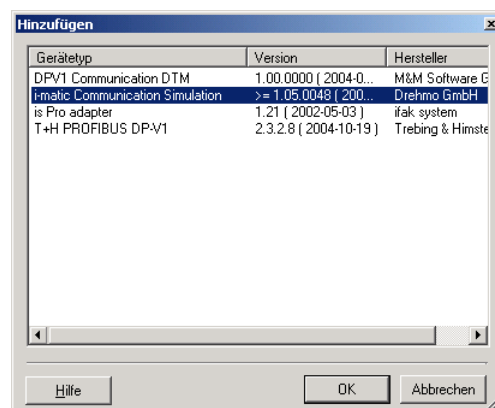 Hinzufügen
Gerätetyp Version Hersteller
DPV1 Communication DTM 1.00.0000 ( 2004-0... M&M Software G
i-matic Communication Simulation >= 1.05.0048 ( 200... Drehmo GmbH
is Pro adapter 1.21 ( 2002-05-03 ) ifak system
T+H PROFIBUS DP-V1 2.3.2.8 ( 2004-10-19 ) Trebing & Himste
Hilfe OK Abbrechen